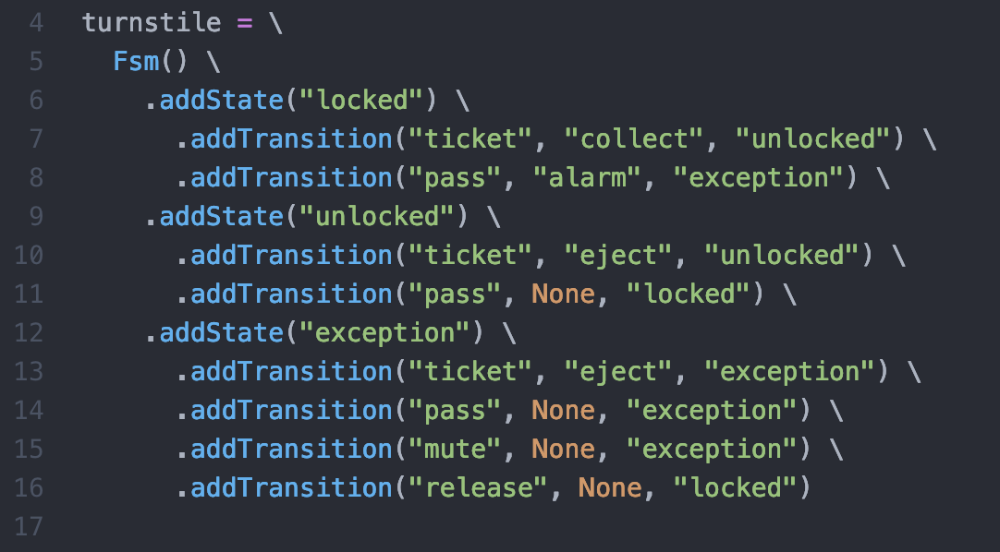 4 turnstile = \
5   Fsm() \
6     .addState("locked") \
7       .addTransition("ticket", "collect", "unlocked") \
8       .addTransition("pass", "alarm", "exception") \
9     .addState("unlocked") \
10       .addTransition("ticket", "eject", "unlocked") \
11       .addTransition("pass", None, "locked") \
12     .addState("exception") \
13       .addTransition("ticket", "eject", "exception") \
14       .addTransition("pass", None, "exception") \
15       .addTransition("mute", None, "exception") \
16       .addTransition("release", None, "locked")
17